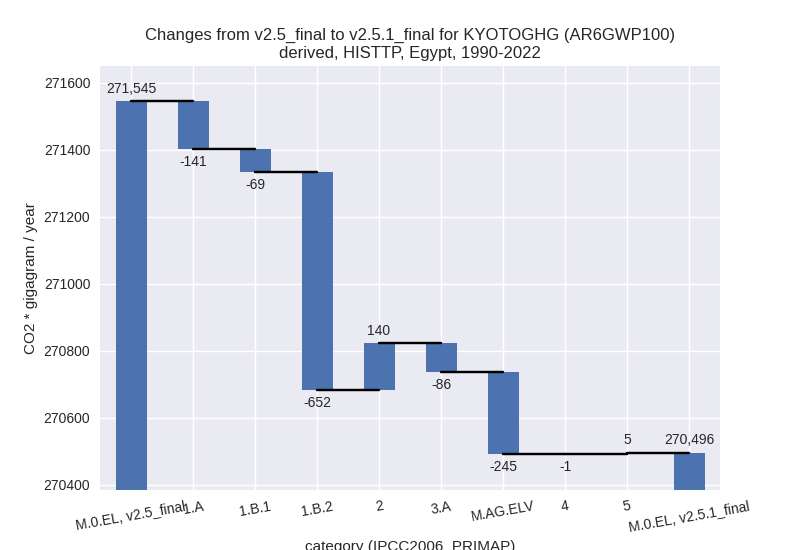 Changes from v2.5_final to v2.5.1_final for KYOTOGHG (AR6GWP100)
derived, HISTTP, Egypt, 1990-2022
CO2 * gigagram / year
271600
271400
271200
271000
270800
270600
270400
271,545
-141
-69
-652
140
-86
-245
-1
5
270,496
M.0.EL, v2.5_final
1.A
1.B.1
1.B.2
2
3.A
M.AG.ELV
4
5
M.0.EL, v2.5.1_final
category (IPCC2006_PRIMAP)